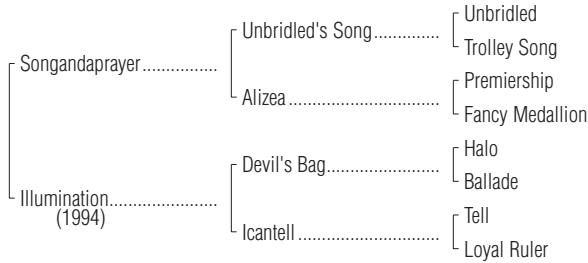 Unbridled
Unbridled's Song
Trolley Song
Songandaprayer
Premiership
Alizea
Fancy Medallion
Halo
Devil's Bag
Ballade
Illumination
(1994)
Tell
Icantell
Loyal Ruler